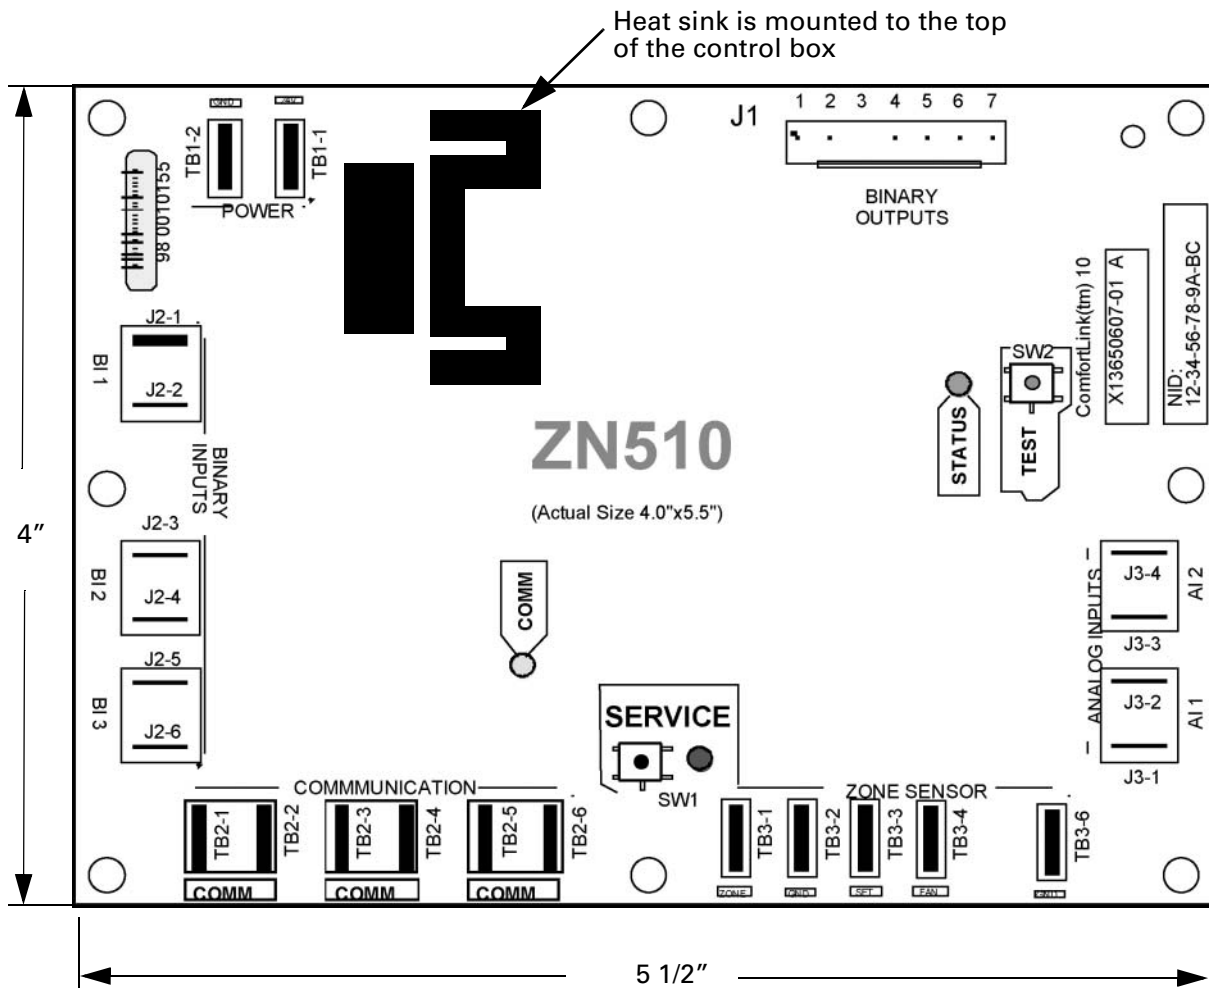 Heat sink is mounted to the top
of the control box
GND
TB1-2
TB1-1
POWER
J1
1 2 3 4 5 6 7
BINARY
OUTPUTS
98 0010155
J2-1
BI 1
J2-2
BINARY
INPUTS
J2-3
BI 2
J2-4
J2-5
BI 3
J2-6
4”
ZN510
(Actual Size 4.0"x5.5")
COMM
STATUS
SW2
TEST
ComfortLink(tm) 10
X13650607-01 A
NID:
12-34-56-78-9A-BC
ANALOG INPUTS
J3-4
AI 2
J3-3
J3-2
AI 1
J3-1
SERVICE
SW1
COMMMUNICATION
TB2-1
TB2-2
TB2-3
TB2-4
TB2-5
TB2-6
COMM
COMM
COMM
ZONE SENSOR
TB3-1
TB3-2
TB3-3
TB3-4
TB3-6
ZONE
GND
SET
FAN
GND
5 1/2”